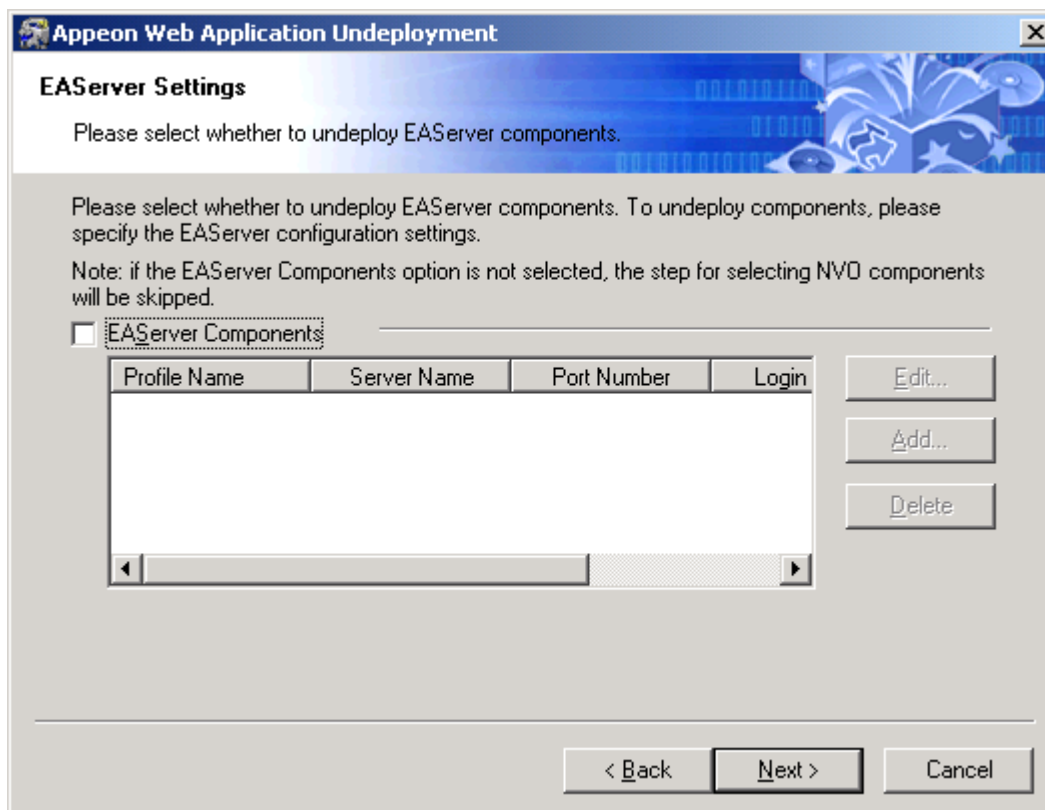 Appeon Web Application Undeployment
EAServer Settings
Please select whether to undeploy EAServer components.
Please select whether to undeploy EAServer components. To undeploy components, please
specify the EAServer configuration settings.
Note: if the EAServer Components option is not selected, the step for selecting NVO components
will be skipped.
EAServer Components
Profile Name Server Name Port Number Login
Edit...
Add...
Delete
< Back Next > Cancel